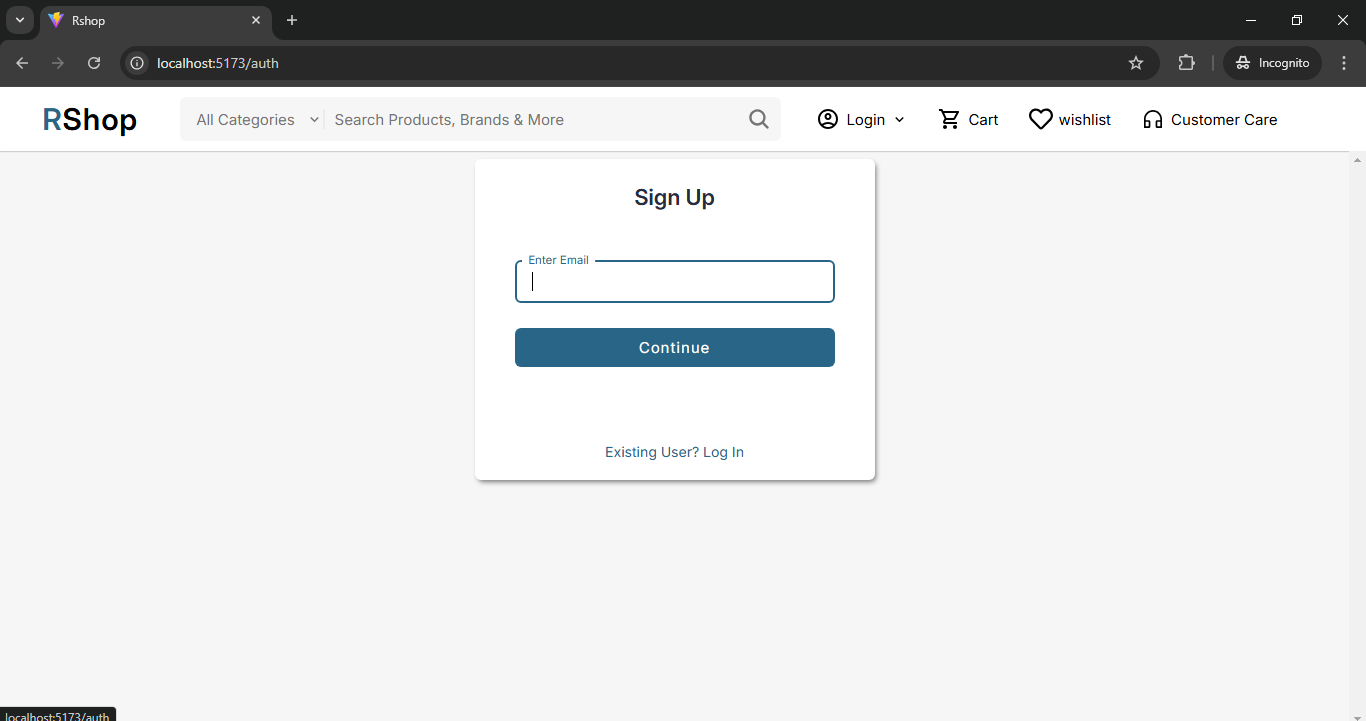 Rshop
localhost:5173/auth
Incognito
RShop
All Categories
Search Products, Brands & More
Login
Cart
wishlist
Customer Care
Sign Up
Enter Email
Continue
Existing User? Log In
localhost:5173/auth